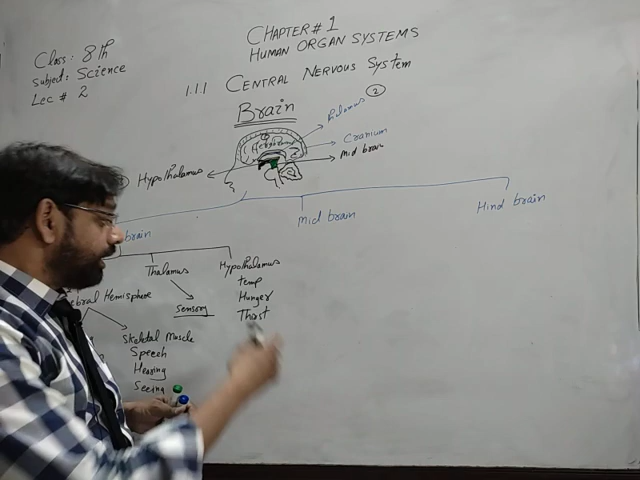 Class: 8th
Subject: Science
Lec # 2
CHAPTER # 1
HUMAN ORGAN SYSTEMS
1.1.1 CENTRAL NERVOUS System
Brain
2
Cranium
Mid brain
Hypothalamus
brain
Mid brain
Hind brain
Thalamus
Sensory
Hypothalamus
temp
Hunger
Thirst
ebral Hemisphere
Skeletal Muscle
Speech
Hearing
Seeing